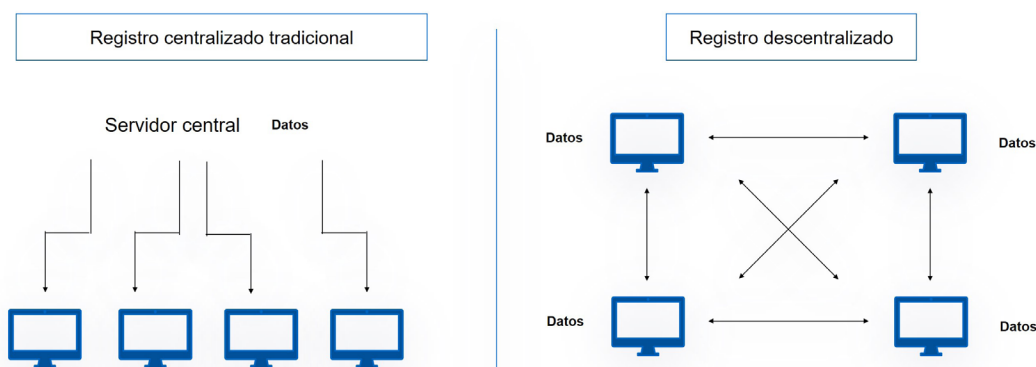 Registro centralizado tradicional
Servidor central Datos
Registro descentralizado
Datos Datos
Datos Datos